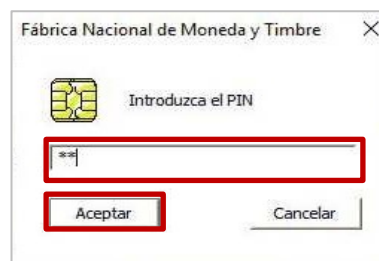 Fábrica Nacional de Moneda y Timbre
Introduzca el PIN
**
Aceptar
Cancelar